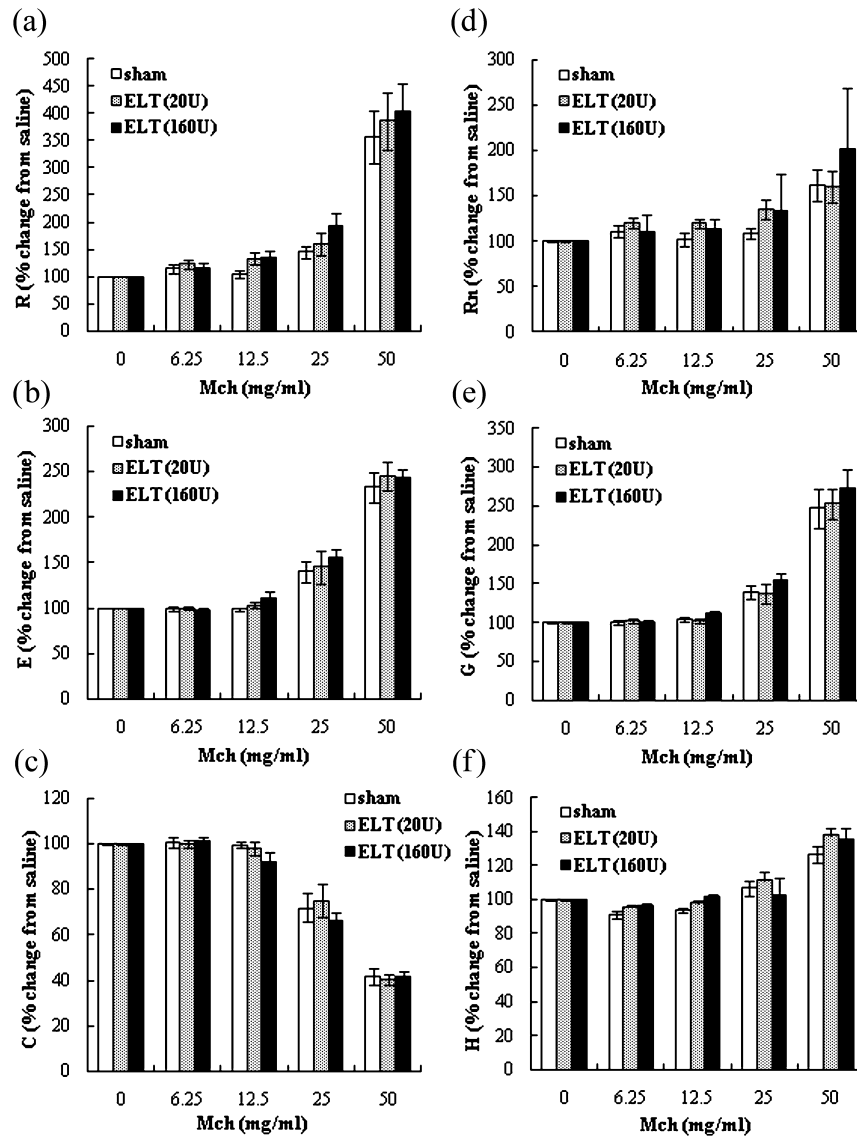 (a)
R (% change from saline)
500
450
400
350
300
250
200
150
100
50
0
sham
ELT (20U)
ELT (160U)
0 6.25 12.5 25 50
Mch (mg/ml)
(d)
Rn (% change from saline)
300
250
200
150
100
50
0
sham
ELT (20U)
ELT (160U)
0 6.25 12.5 25 50
Mch (mg/ml)
(b)
E (% change from saline)
300
250
200
150
100
50
0
sham
ELT (20U)
ELT (160U)
0 6.25 12.5 25 50
Mch (mg/ml)
(e)
G (% change from saline)
350
300
250
200
150
100
50
0
sham
ELT (20U)
ELT (160U)
0 6.25 12.5 25 50
Mch (mg/ml)
(c)
C (% change from saline)
120
100
80
60
40
20
0
sham
ELT (20U)
ELT (160U)
0 6.25 12.5 25 50
Mch (mg/ml)
(f)
H (% change from saline)
160
140
120
100
80
60
40
20
0
sham
ELT (20U)
ELT (160U)
0 6.25 12.5 25 50
Mch (mg/ml)